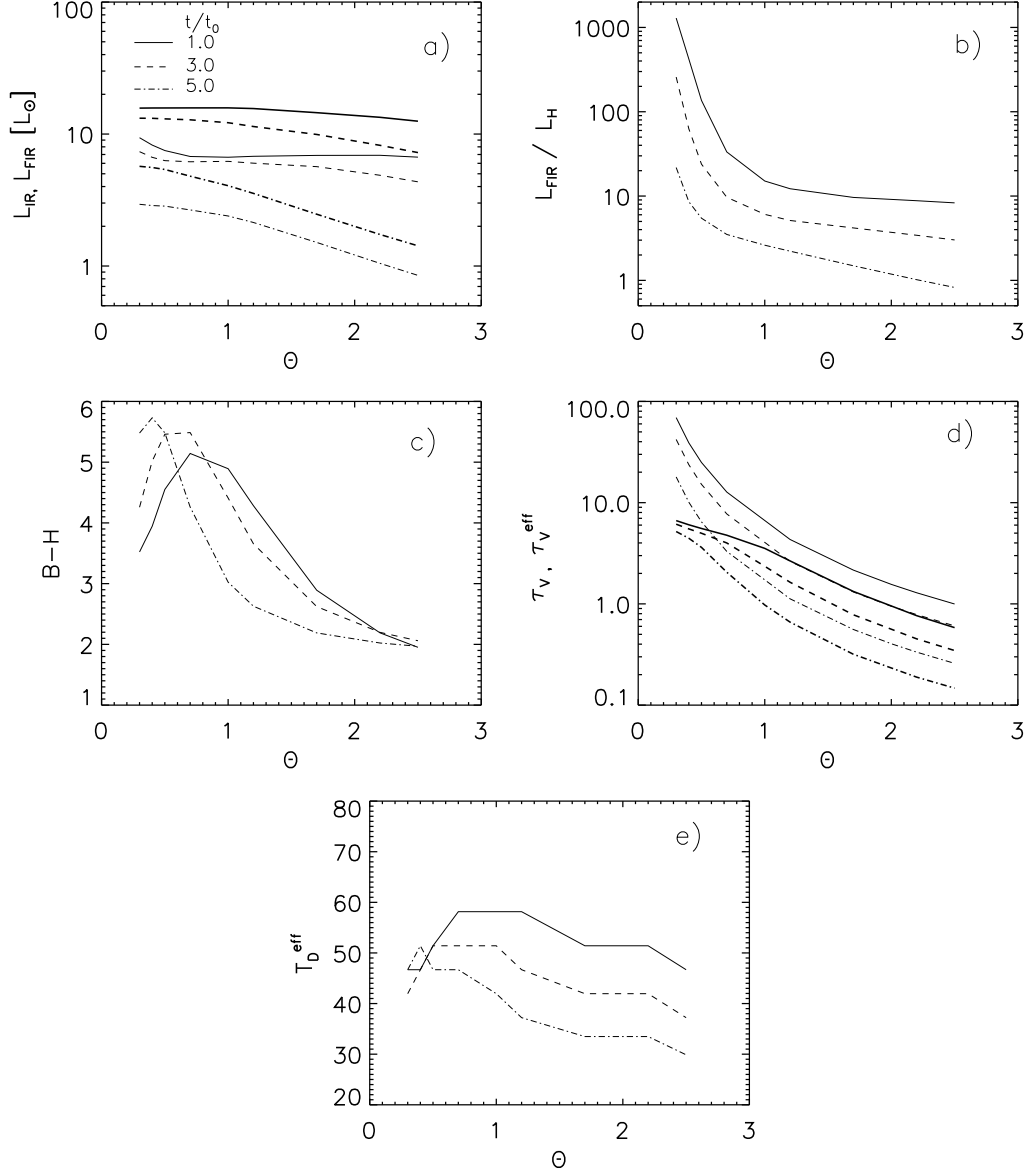 100
10
1
L_IR, L_FIR [L_⊙]
t/t_0
1.0
3.0
5.0
a)
0 1 2 3
Θ
1000
100
10
1
L_FIR / L_H
b)
0 1 2 3
Θ
6
5
4
3
2
1
B−H
c)
0 1 2 3
Θ
100.0
10.0
1.0
0.1
τ_V , τ_V^eff
d)
0 1 2 3
Θ
80
70
60
50
40
30
20
T_D^eff
e)
0 1 2 3
Θ